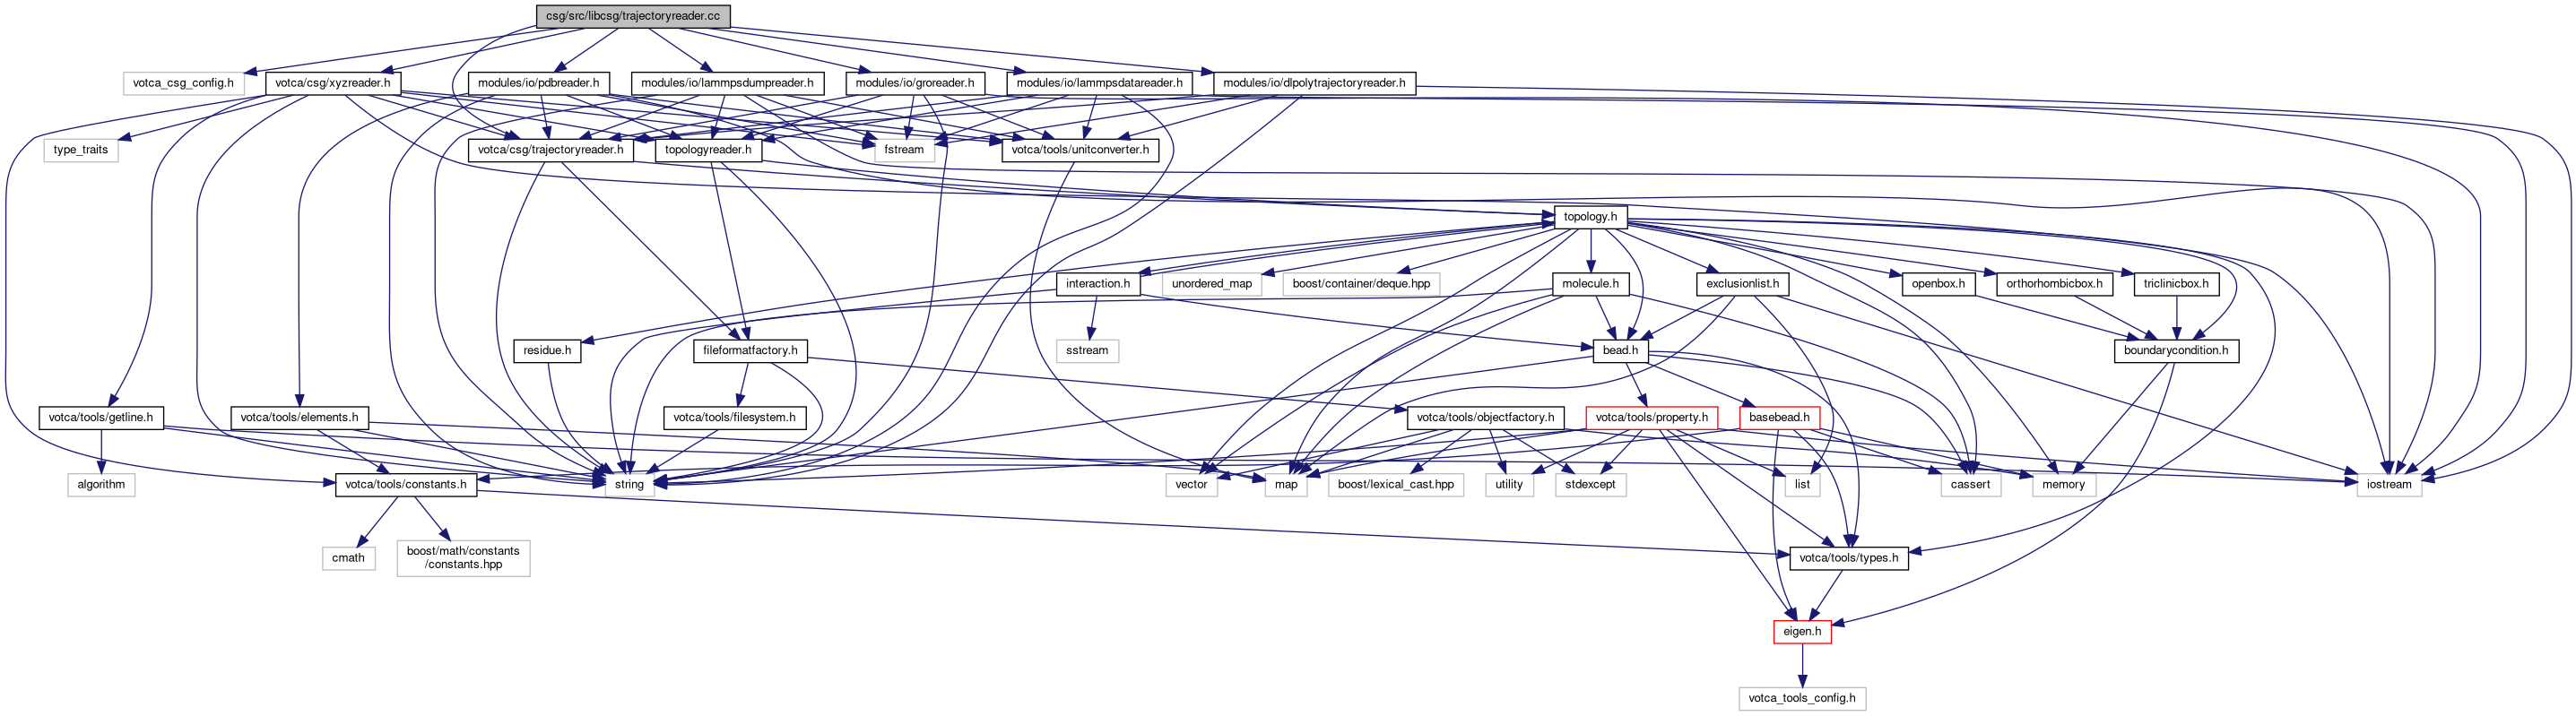 csg/src/libcsg/trajectoryreader.cc
votca_csg_config.h
votca/csg/xyzreader.h
modules/io/pdbreader.h
modules/io/lammpsdumpreader.h
modules/io/groreader.h
modules/io/lammpsdatareader.h
modules/io/dlpolytrajectoryreader.h
type_traits
votca/csg/trajectoryreader.h
topologyreader.h
fstream
votca/tools/unitconverter.h
topology.h
interaction.h
unordered_map
boost/container/deque.hpp
molecule.h
exclusionlist.h
openbox.h
orthorhombicbox.h
triclinicbox.h
residue.h
fileformatfactory.h
sstream
bead.h
boundarycondition.h
votca/tools/getline.h
votca/tools/elements.h
votca/tools/filesystem.h
votca/tools/objectfactory.h
votca/tools/property.h
basebead.h
algorithm
votca/tools/constants.h
string
vector
map
boost/lexical_cast.hpp
utility
stdexcept
list
cassert
memory
iostream
cmath
boost/math/constants
/constants.hpp
votca/tools/types.h
eigen.h
votca_tools_config.h